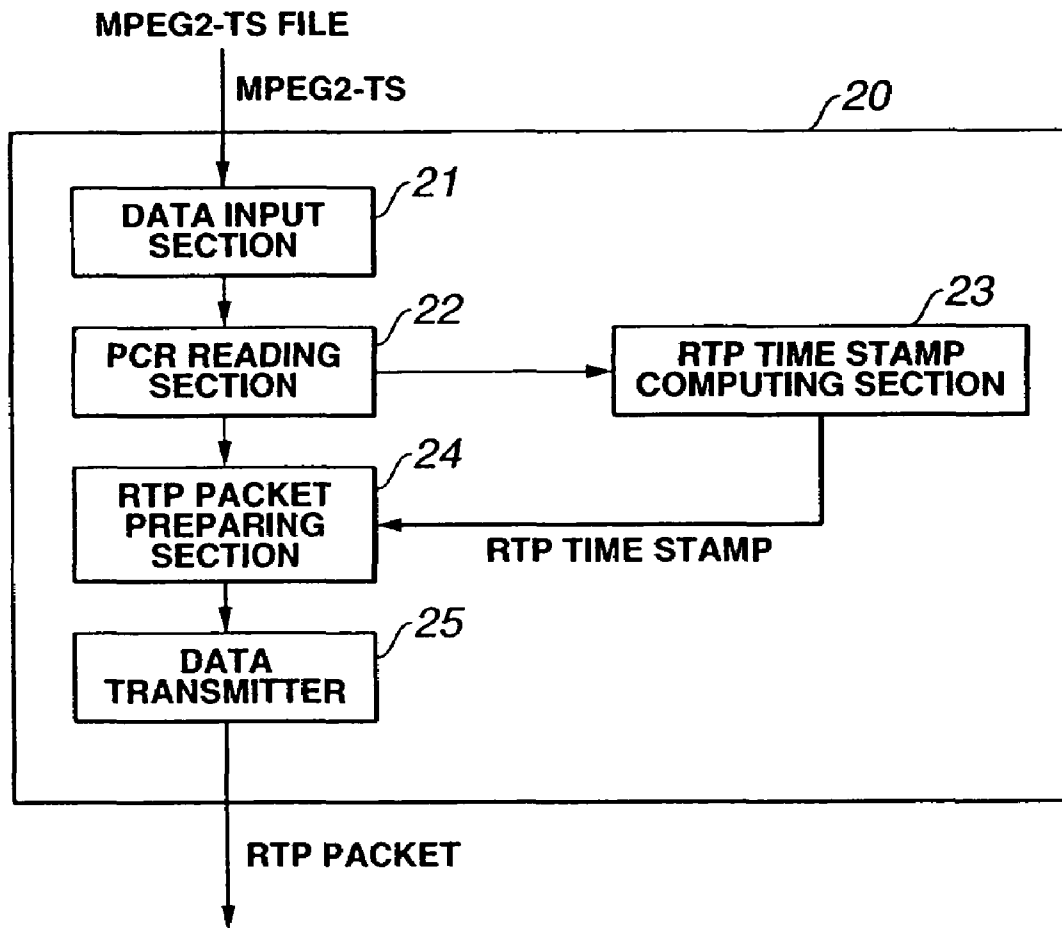 MPEG2-TS FILE
MPEG2-TS
20
21
DATA INPUT
SECTION
22
PCR READING
SECTION
23
RTP TIME STAMP
COMPUTING SECTION
24
RTP PACKET
PREPARING
SECTION
RTP TIME STAMP
25
DATA
TRANSMITTER
RTP PACKET